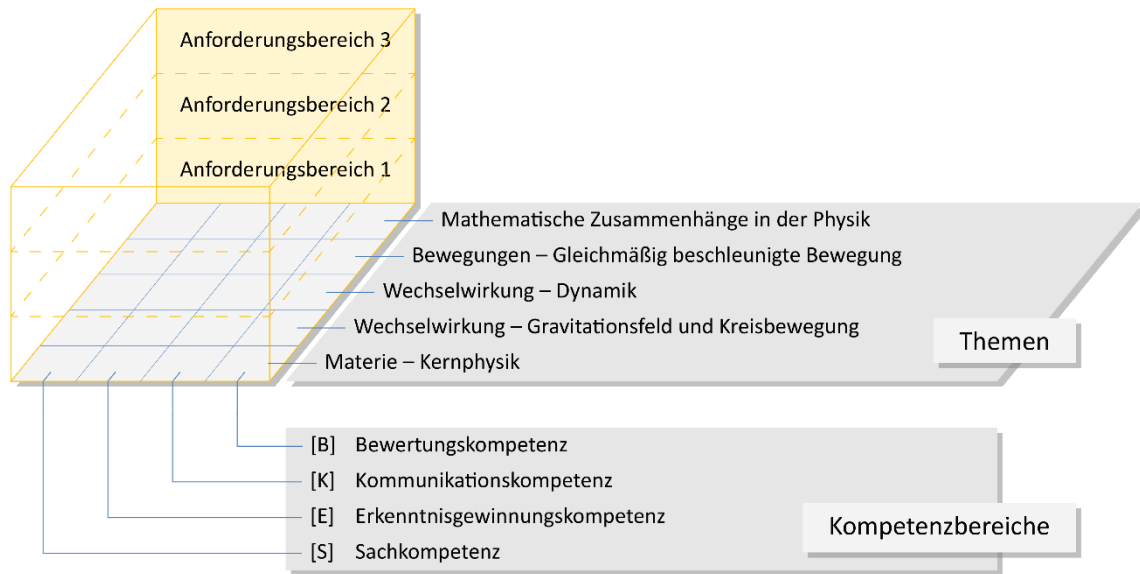 Anforderungsbereich 3
Anforderungsbereich 2
Anforderungsbereich 1
Mathematische Zusammenhänge in der Physik
Bewegungen – Gleichmäßig beschleunigte Bewegung
Wechselwirkung – Dynamik
Wechselwirkung – Gravitationsfeld und Kreisbewegung
Materie – Kernphysik
Themen
[B] Bewertungskompetenz
[K] Kommunikationskompetenz
[E] Erkenntnisgewinnungskompetenz
[S] Sachkompetenz
Kompetenzbereiche